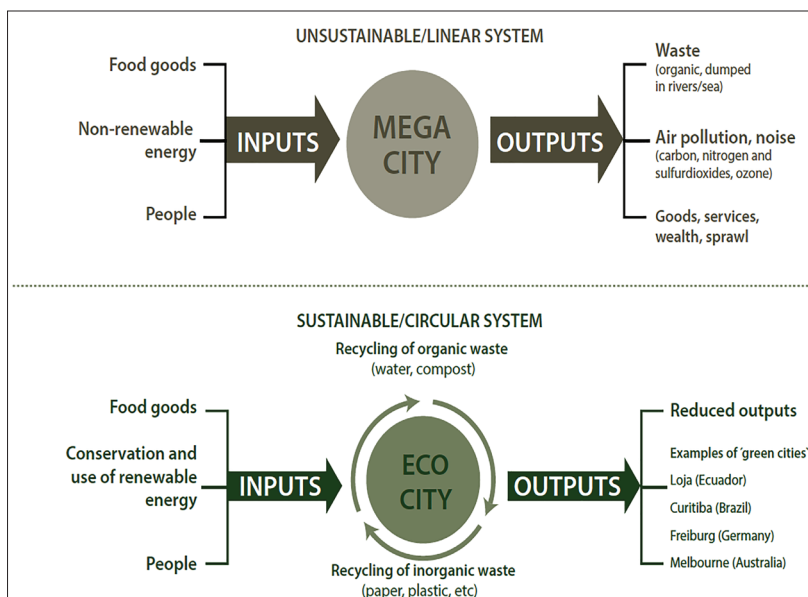 UNSUSTAINABLE/LINEAR SYSTEM
Food goods
Non-renewable
energy
People
INPUTS
MEGA
CITY
OUTPUTS
Waste
(organic, dumped
in rivers/sea)
Air pollution, noise
(carbon, nitrogen and
sulfurdioxides, ozone)
Goods, services,
wealth, sprawl
SUSTAINABLE/CIRCULAR SYSTEM
Recycling of organic waste
(water, compost)
Food goods
Conservation and
use of renewable
energy
People
INPUTS
ECO
CITY
Recycling of inorganic waste
(paper, plastic, etc)
OUTPUTS
Reduced outputs
Examples of 'green cities'
Loja (Ecuador)
Curitiba (Brazil)
Freiburg (Germany)
Melbourne (Australia)